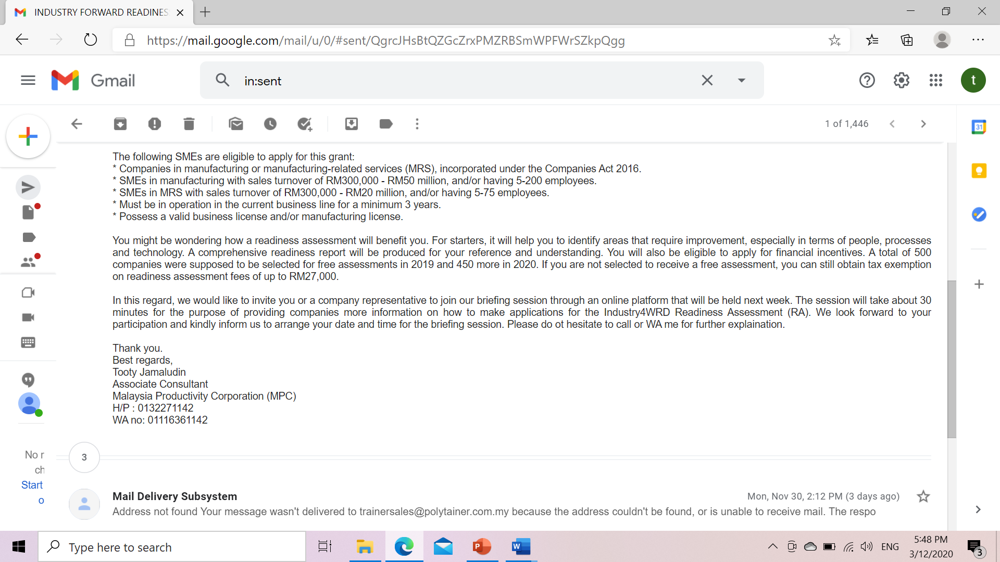 INDUSTRY FORWARD READINES
https://mail.google.com/mail/u/0/#sent/QgrcJHsBtQZGcZrxPMZRBSmWPFWrSZkpQgg
Gmail
in:sent
t
1 of 1,446
31
The following SMEs are eligible to apply for this grant:
* Companies in manufacturing or manufacturing-related services (MRS), incorporated under the Companies Act 2016.
* SMEs in manufacturing with sales turnover of RM300,000 - RM50 million, and/or having 5-200 employees.
* SMEs in MRS with sales turnover of RM300,000 - RM20 million, and/or having 5-75 employees.
* Must be in operation in the current business line for a minimum 3 years.
* Possess a valid business license and/or manufacturing license.
You might be wondering how a readiness assessment will benefit you. For starters, it will help you to identify areas that require improvement, especially in terms of people, processes
and technology. A comprehensive readiness report will be produced for your reference and understanding. You will also be eligible to apply for financial incentives. A total of 500
companies were supposed to be selected for free assessments in 2019 and 450 more in 2020. If you are not selected to receive a free assessment, you can still obtain tax exemption
on readiness assessment fees of up to RM27,000.
In this regard, we would like to invite you or a company representative to join our briefing session through an online platform that will be held next week. The session will take about 30
minutes for the purpose of providing companies more information on how to make applications for the Industry4WRD Readiness Assessment (RA). We look forward to your
participation and kindly inform us to arrange your date and time for the briefing session. Please do ot hesitate to call or WA me for further explaination.
Thank you.
Best regards,
Tooty Jamaludin
Associate Consultant
Malaysia Productivity Corporation (MPC)
H/P : 0132271142
WA no: 01116361142
No r
ch
Start
o
3
Mail Delivery Subsystem
Mon, Nov 30, 2:12 PM (3 days ago)
Address not found Your message wasn't delivered to trainersales@polytainer.com.my because the address couldn't be found, or is unable to receive mail. The respo
Type here to search
P
W
ENG
5:48 PM
3/12/2020
3